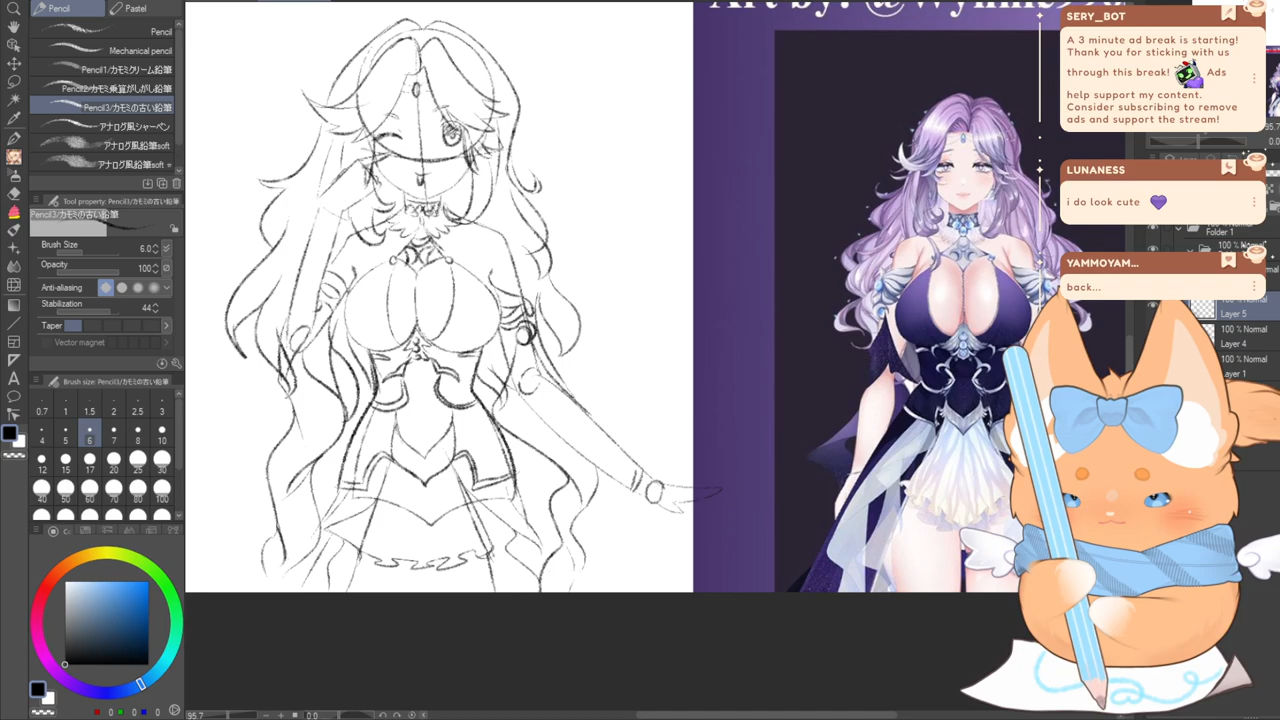 Pencil
Pastel
Pencil
Mechanical pencil
Pencil1/カモミクリーム鉛筆
Pencil2/カモミ乗算がしがし鉛筆
Pencil3/カモミの古い鉛筆
アナログ風シャーペン
アナログ風鉛筆soft
アナログ風鉛筆soft =
Tool property: Pencil3/カモミの古い鉛筆
Pencil3/カモミの古い鉛筆
Brush Size 6.0
Opacity 100
Anti-aliasing
Stabilization 44
Taper
Vector magnet
Brush size: Pencil3/カモミの古い鉛筆
0.7 1 1.5 2 2.5 3
4 5 6 7 8 10
12 15 17 20 25 30
40 50 60 70 80 100
0 0 0
95.7
0.0
Art by:
SERY_BOT
A 3 minute ad break is starting!
Thank you for sticking with us
through this break! Ads
help support my content.
Consider subscribing to remove
ads and support the stream!
LUNANESS
i do look cute
YAMMOYAM...
back...
Folder 1
100 % Normal
Layer 5
100 % Normal
Layer 4
100 % Normal
Layer 1